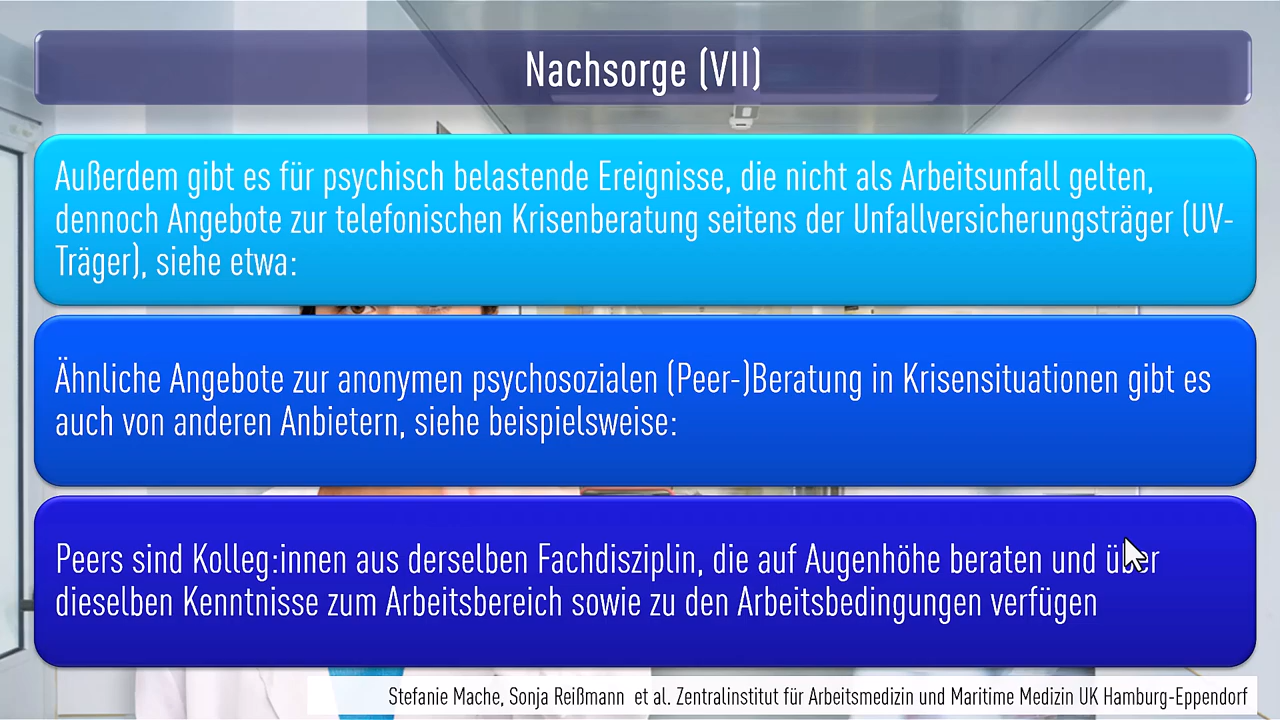 Nachsorge (VII)
Außerdem gibt es für psychisch belastende Ereignisse, die nicht als Arbeitsunfall gelten,
dennoch Angebote zur telefonischen Krisenberatung seitens der Unfallversicherungsträger (UV-
Träger), siehe etwa:
Ähnliche Angebote zur anonymen psychosozialen (Peer-)Beratung in Krisensituationen gibt es
auch von anderen Anbietern, siehe beispielsweise:
Peers sind Kolleg:innen aus derselben Fachdisziplin, die auf Augenhöhe beraten und über
dieselben Kenntnisse zum Arbeitsbereich sowie zu den Arbeitsbedingungen verfügen
Stefanie Mache, Sonja Reißmann et al. Zentralinstitut für Arbeitsmedizin und Maritime Medizin UK Hamburg-Eppendorf